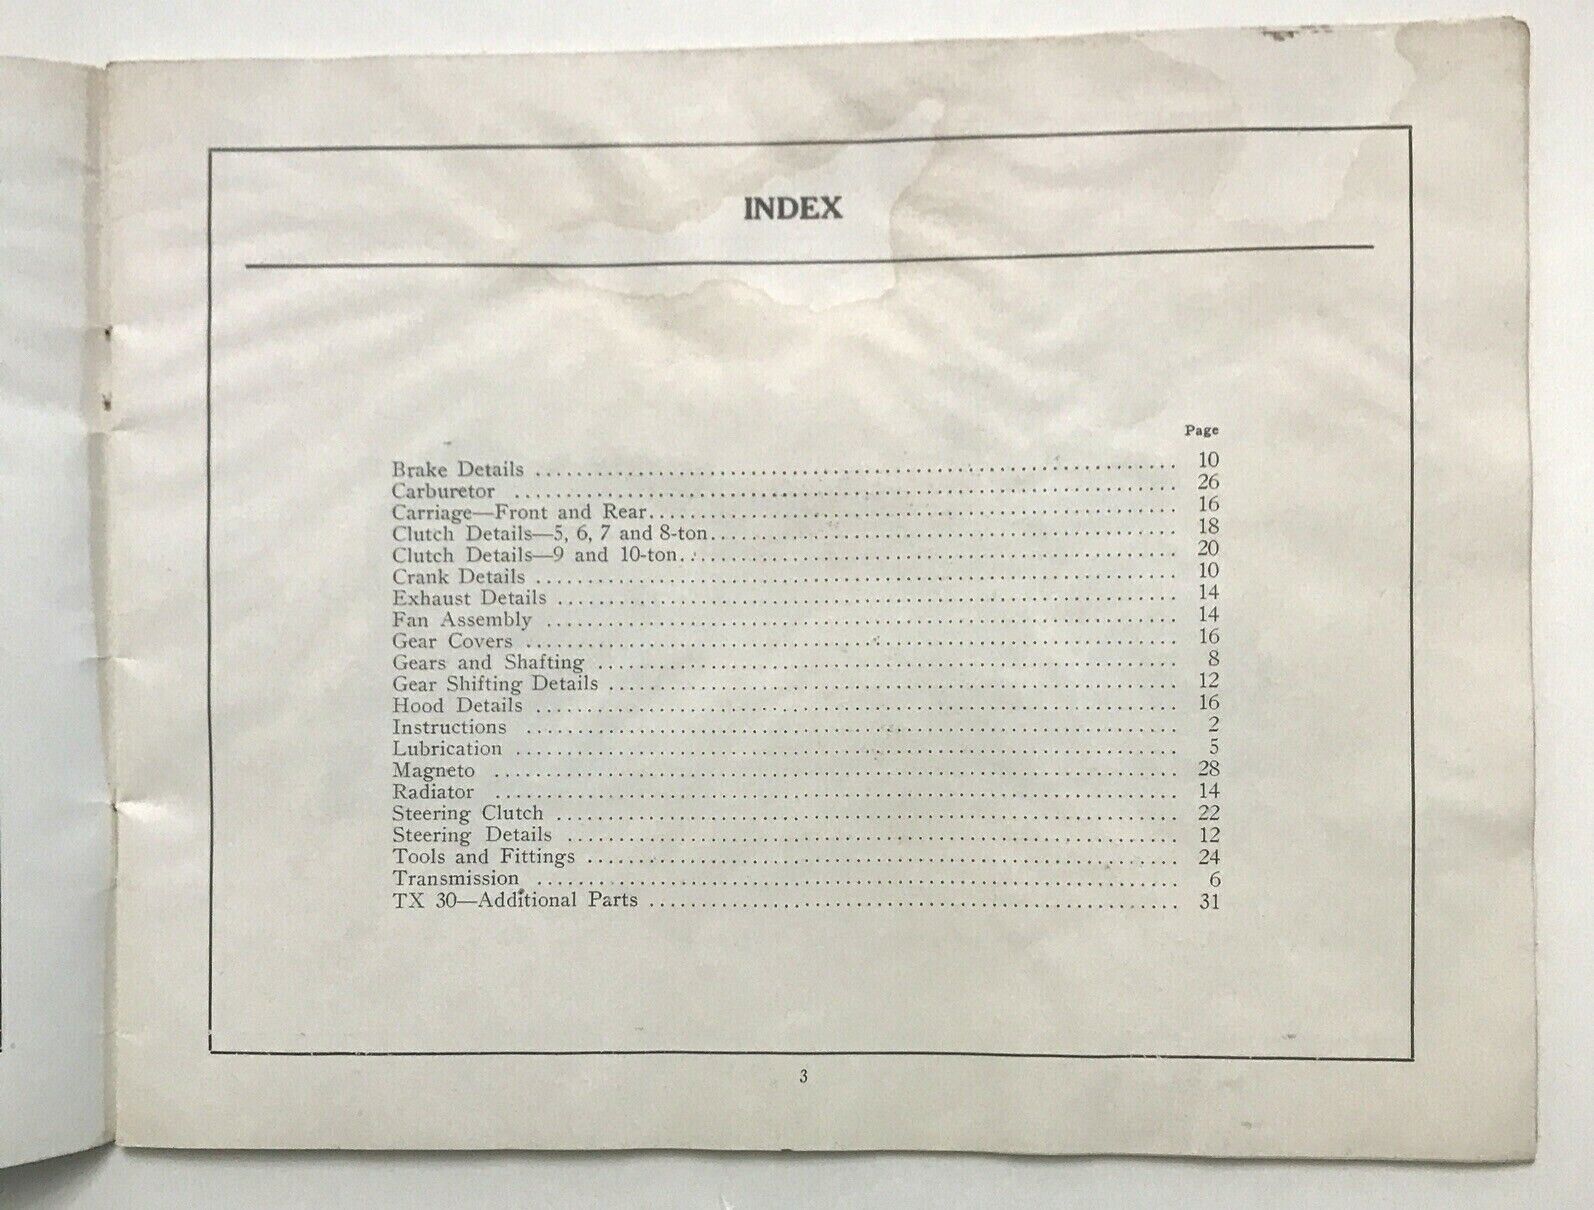 INDEX
Page
Brake Details 10
Carburetor 26
Carriage—Front and Rear 16
Clutch Details—5, 6, 7 and 8-ton 18
Clutch Details—9 and 10-ton 20
Crank Details 10
Exhaust Details 14
Fan Assembly 14
Gear Covers 16
Gears and Shafting 8
Gear Shifting Details 12
Hood Details 16
Instructions 2
Lubrication 5
Magneto 28
Radiator 14
Steering Clutch 22
Steering Details 12
Tools and Fittings 24
Transmission 6
TX 30—Additional Parts 31
3